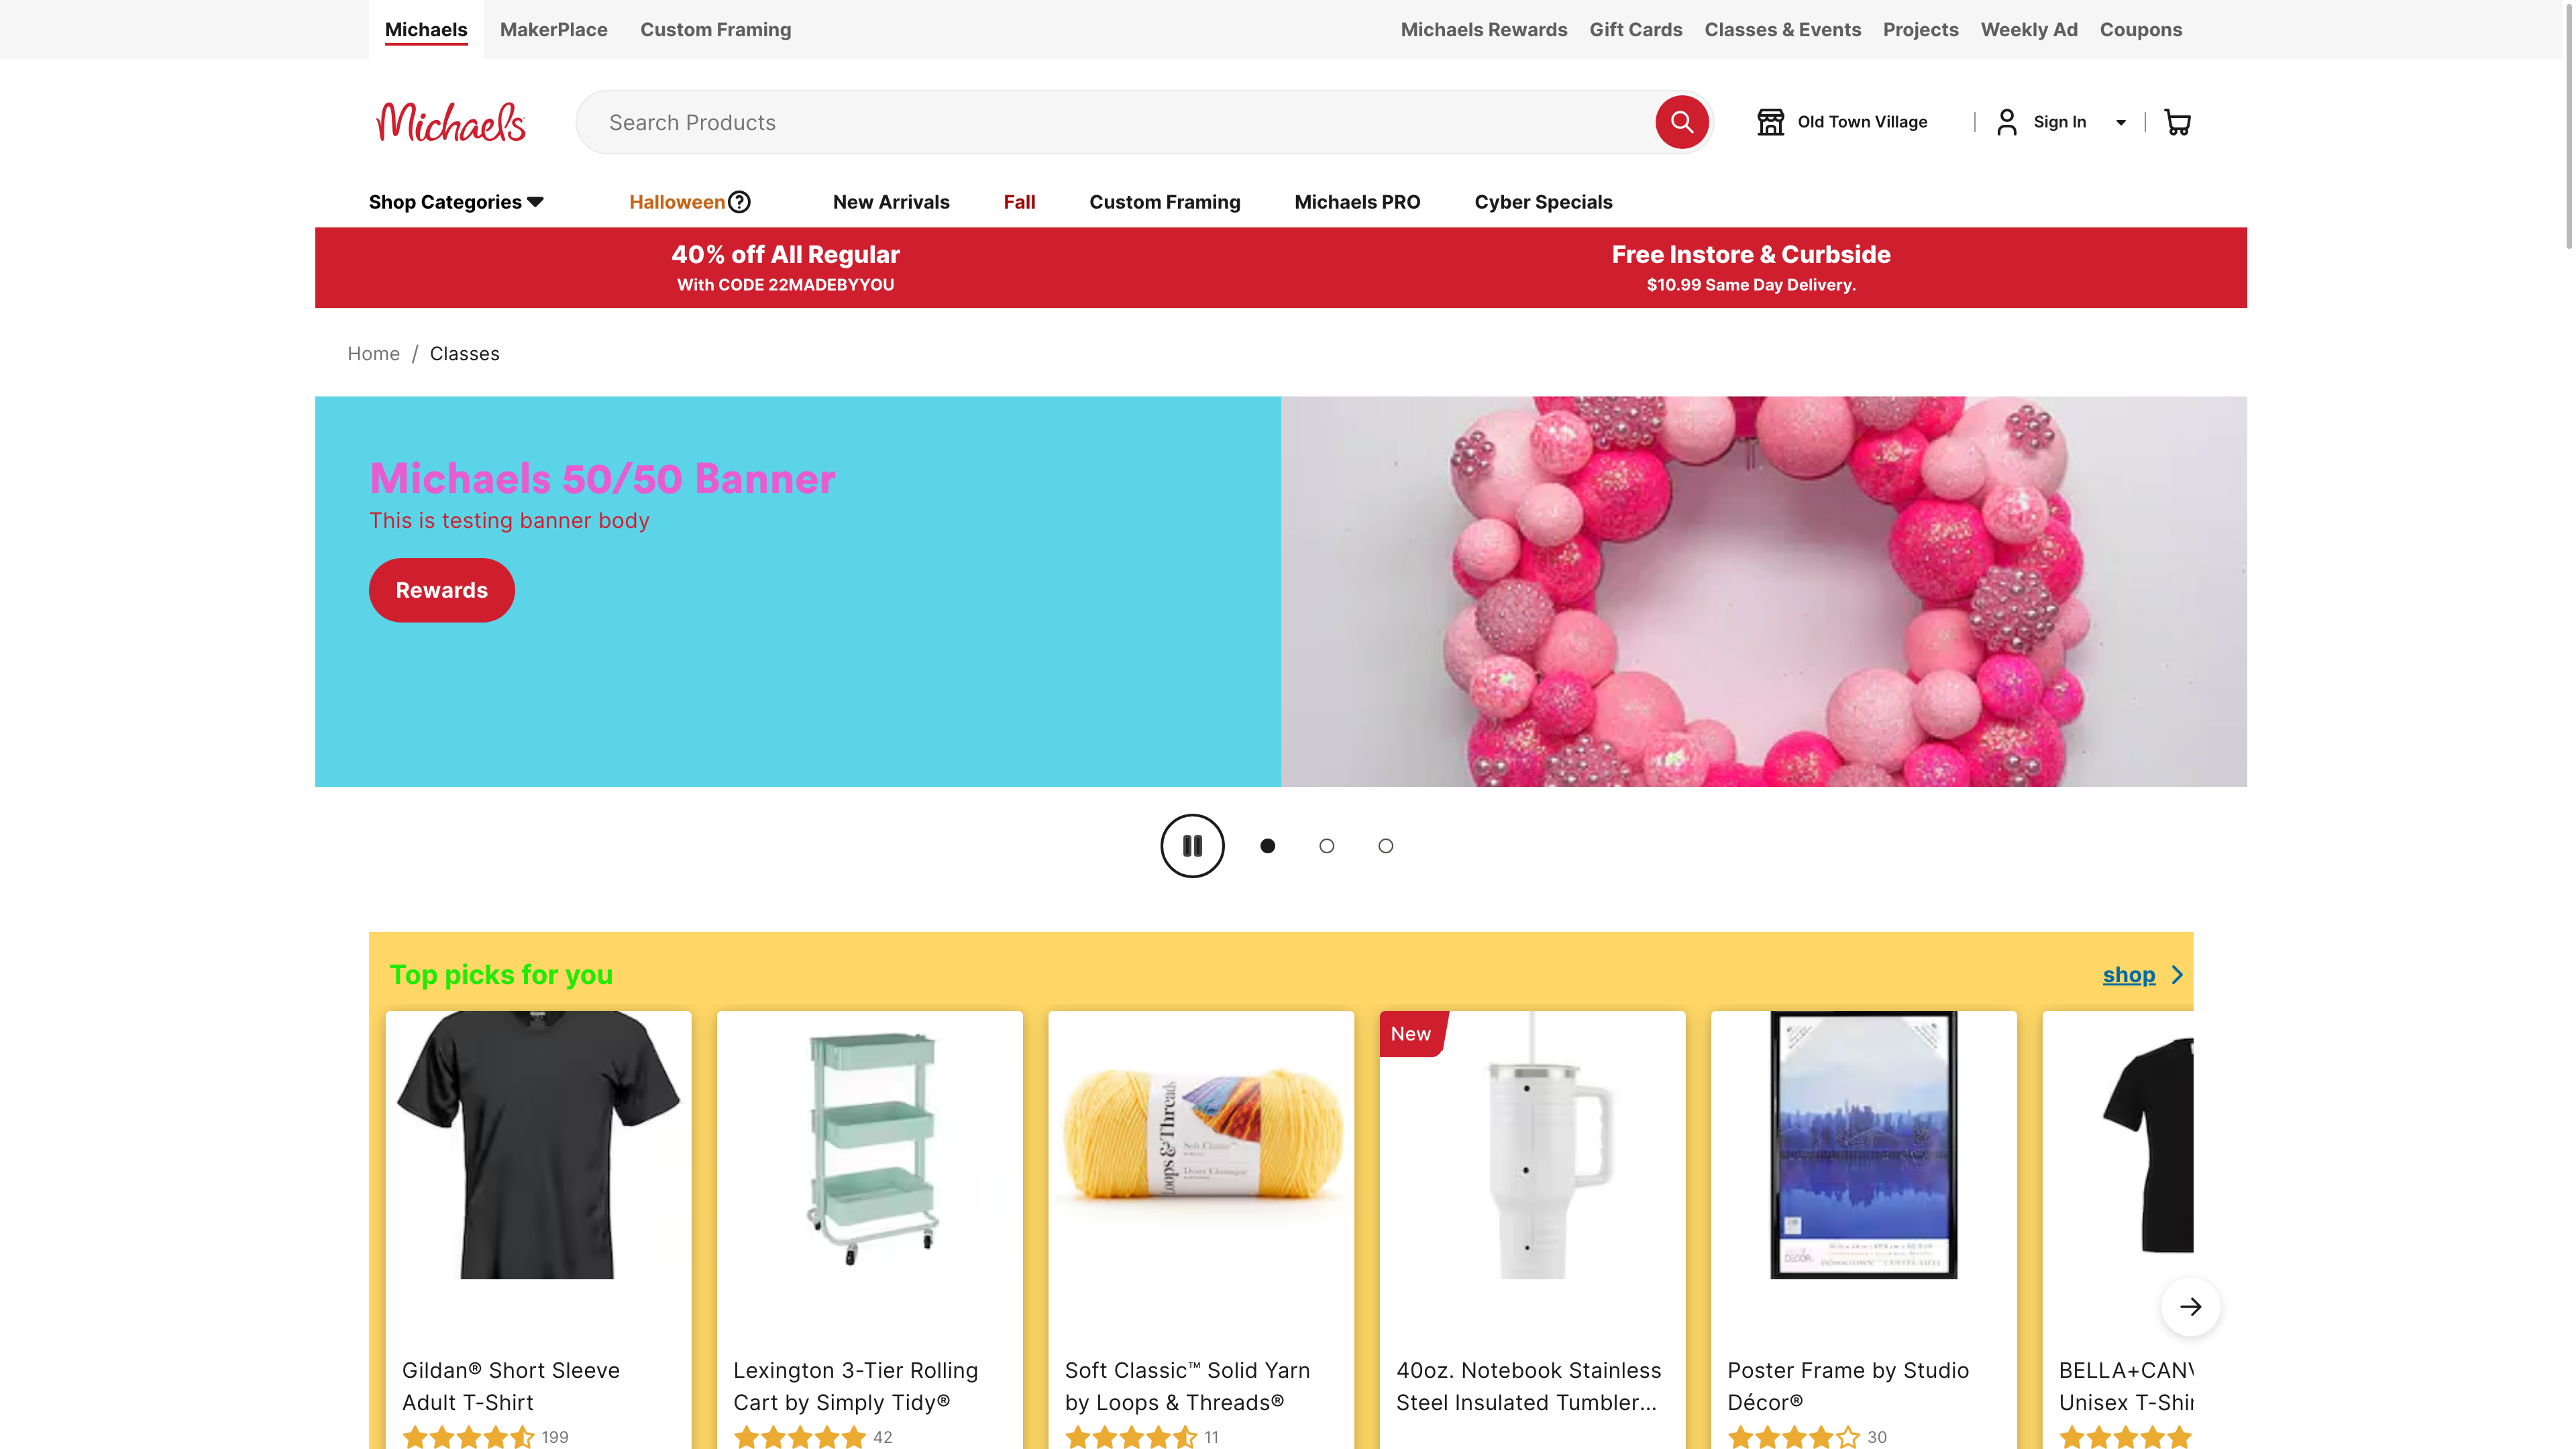 Michaels MakerPlace Custom Framing Michaels Rewards Gift Cards Classes & Events Projects Weekly Ad Coupons
Michaels Search Products Old Town Village Sign In
Shop Categories Halloween New Arrivals Fall Custom Framing Michaels PRO Cyber Specials
40% off All Regular
With CODE 22MADEBYYOU
Free Instore & Curbside
$10.99 Same Day Delivery.
Home / Classes
Michaels 50/50 Banner
This is testing banner body
Rewards
Top picks for you
shop
New
Loops & Threads
Gildan® Short Sleeve
Adult T-Shirt
199
Lexington 3-Tier Rolling
Cart by Simply Tidy®
42
Soft Classic™ Solid Yarn
by Loops & Threads®
11
40oz. Notebook Stainless
Steel Insulated Tumbler...
Poster Frame by Studio
Décor®
30
BELLA+CANV
Unisex T-Shir